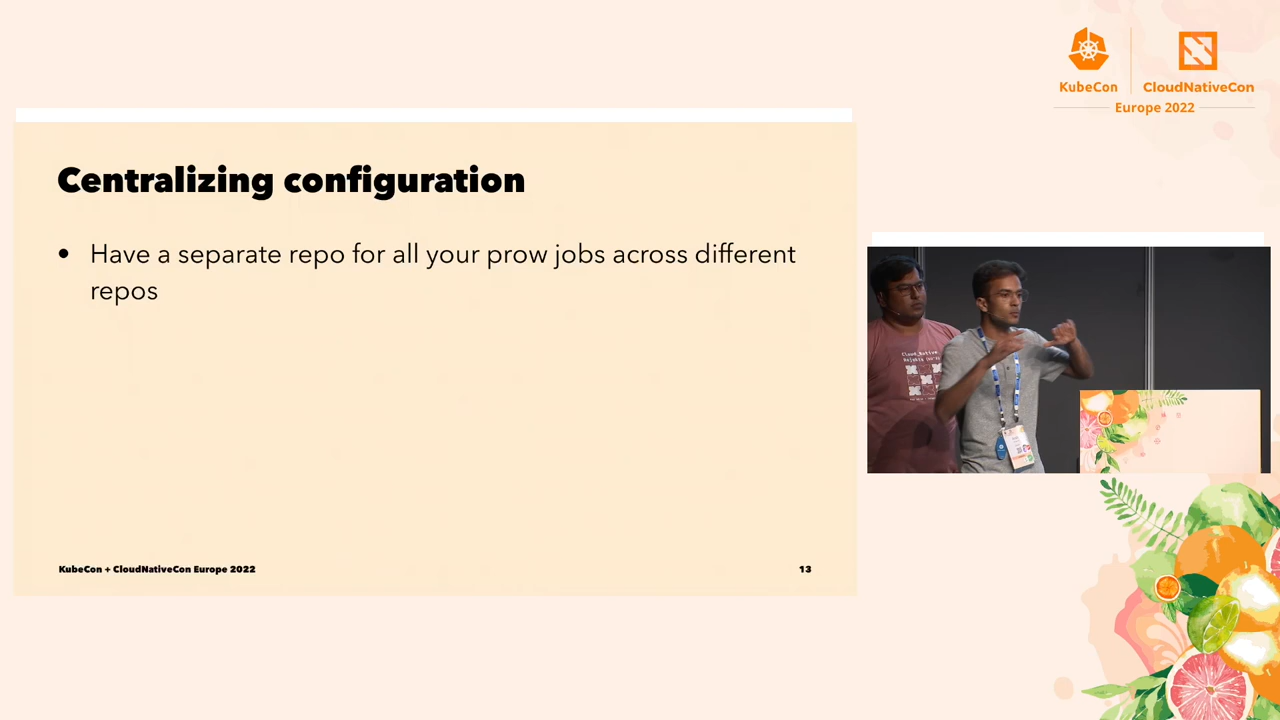 KubeCon
CloudNativeCon
Europe 2022
Centralizing configuration
• Have a separate repo for all your prow jobs across different
repos
Cloud_Native
KubeCon + CloudNativeCon Europe 2022
13